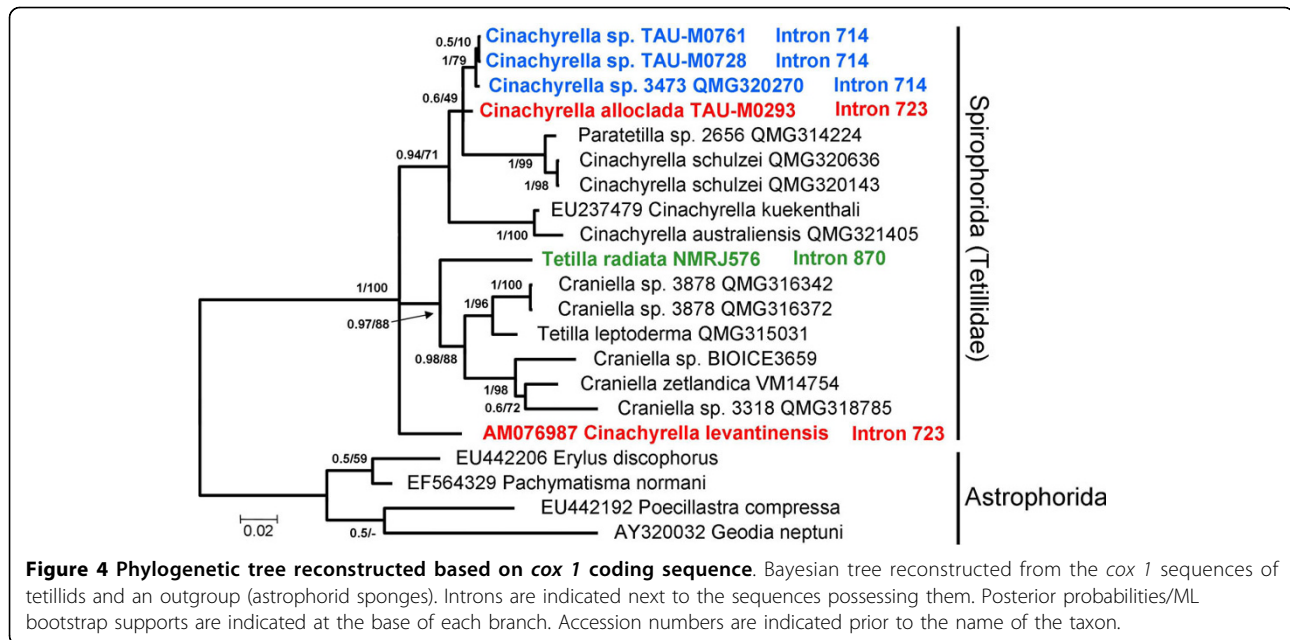 0.5/10
Cinachyrella sp. TAU-M0761 Intron 714
1/79
Cinachyrella sp. TAU-M0728 Intron 714
Cinachyrella sp. 3473 QMG320270 Intron 714
0.6/49
Cinachyrella alloclada TAU-M0293 Intron 723
Paratetilla sp. 2656 QMG314224
1/99
Cinachyrella schulzei QMG320636
0.94/71
1/98
Cinachyrella schulzei QMG320143
EU237479 Cinachyrella kuekenthali
1/100
Cinachyrella australiensis QMG321405
Tetilla radiata NMRJ576 Intron 870
1/100
1/100
Craniella sp. 3878 QMG316342
1/96
Craniella sp. 3878 QMG316372
0.97/88
Tetilla leptoderma QMG315031
0.98/88
Craniella sp. BIOICE3659
1/98
Craniella zetlandica VM14754
0.6/72
Craniella sp. 3318 QMG318785
AM076987 Cinachyrella levantinensis Intron 723
Spirophorida (Tetillidae)
0.5/59
EU442206 Erylus discophorus
EF564329 Pachymatisma normani
EU442192 Poecillastra compressa
0.5/-
AY320032 Geodia neptuni
Astrophorida
0.02
Figure 4 Phylogenetic tree reconstructed based on cox 1 coding sequence. Bayesian tree reconstructed from the cox 1 sequences of
tetillids and an outgroup (astrophorid sponges). Introns are indicated next to the sequences possessing them. Posterior probabilities/ML
bootstrap supports are indicated at the base of each branch. Accession numbers are indicated prior to the name of the taxon.